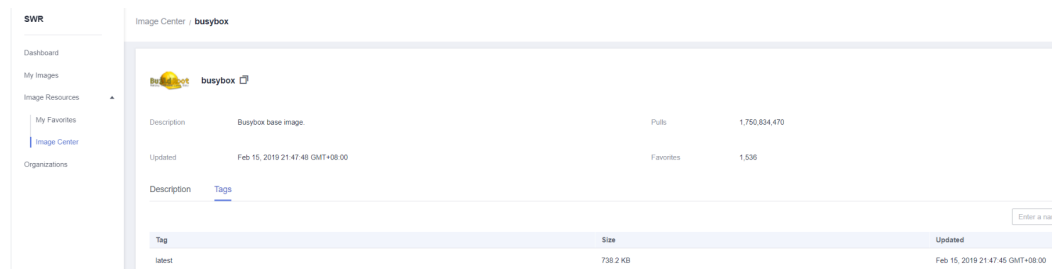 SWR
Dashboard
My Images
Image Resources
My Favorites
Image Center
Organizations
Image Center / busybox
busybox
Description Busybox base image. Pulls 1,750,834,470
Updated Feb 15, 2019 21:47:48 GMT+08:00 Favorites 1,536
Description Tags
Enter a na
Tag Size Updated
latest 738.2 KB Feb 15, 2019 21:47:45 GMT+08:00